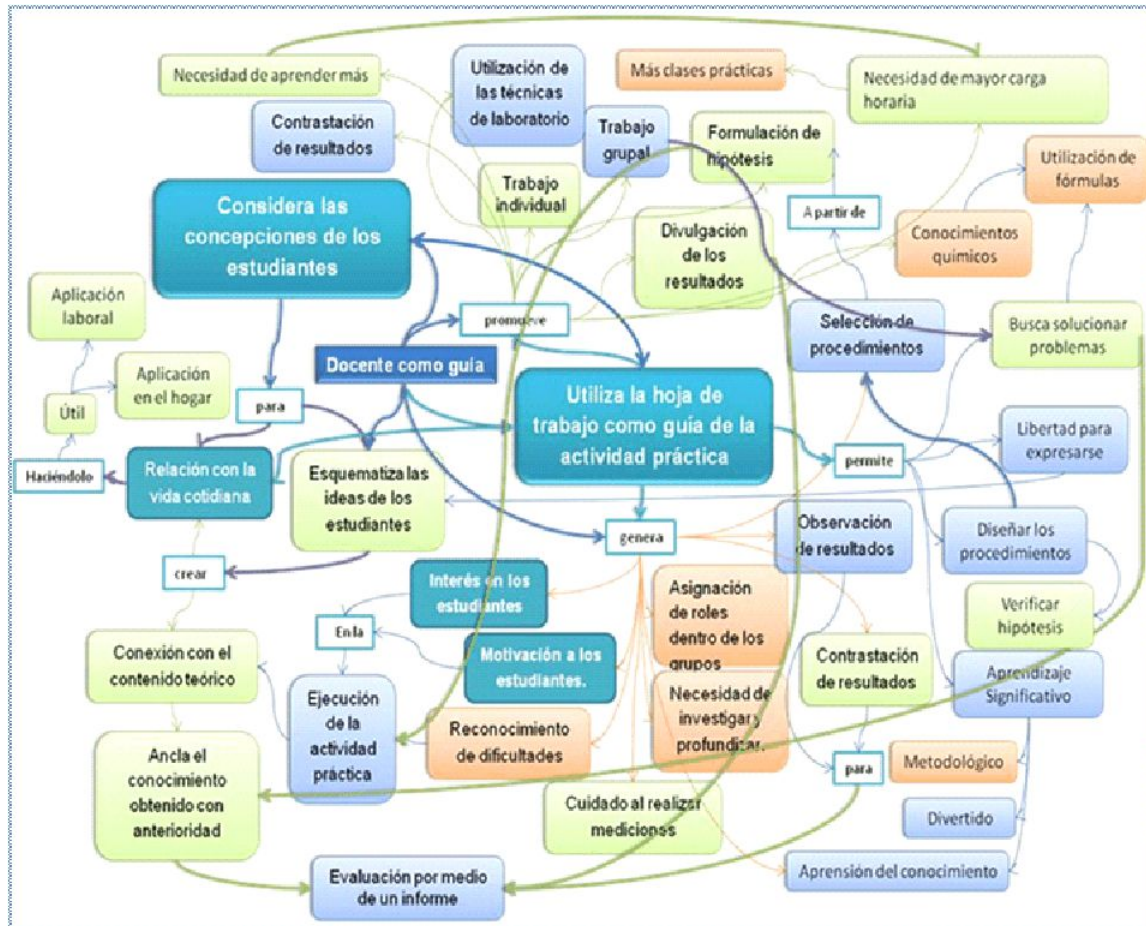 Necesidad de aprender más
Utilización de
las técnicas
de laboratorio
Más clases prácticas
Necesidad de mayor carga
horaria
Contrastación
de resultados
Trabajo
grupal
Formulación de
hipótesis
Utilización de
fórmulas
Trabajo
individual
A partir de
Considera las
concepciones de los
estudiantes
Divulgación
de los
resultados
Conocimientos
químicos
Aplicación
laboral
promueve
Selección de
procedimientos
Busca solucionar
problemas
Docente como guía
Aplicación
en el hogar
Útil
para
Utiliza la hoja de
trabajo como guía de la
actividad práctica
Libertad para
expresarse
permite
Haciéndolo
Relación con la
vida cotidiana
Esquematiza las
ideas de los
estudiantes
genera
Observación
de resultados
Diseñar los
procedimientos
crear
Interés en los
estudiantes
Asignación
de roles
dentro de los
grupos
Verificar
hipótesis
En la
Conexión con el
contenido teórico
Motivación a los
estudiantes.
Contrastación
de resultados
Aprendizaje
Significativo
Ejecución
de la
actividad
práctica
Reconocimiento
de dificultades
Necesidad de
investigar y
profundizar.
Ancla el
conocimiento
obtenido con
anterioridad
para
Metodológico
Cuidado al realizar
mediciones
Divertido
Evaluación por medio
de un informe
Aprensión del conocimiento